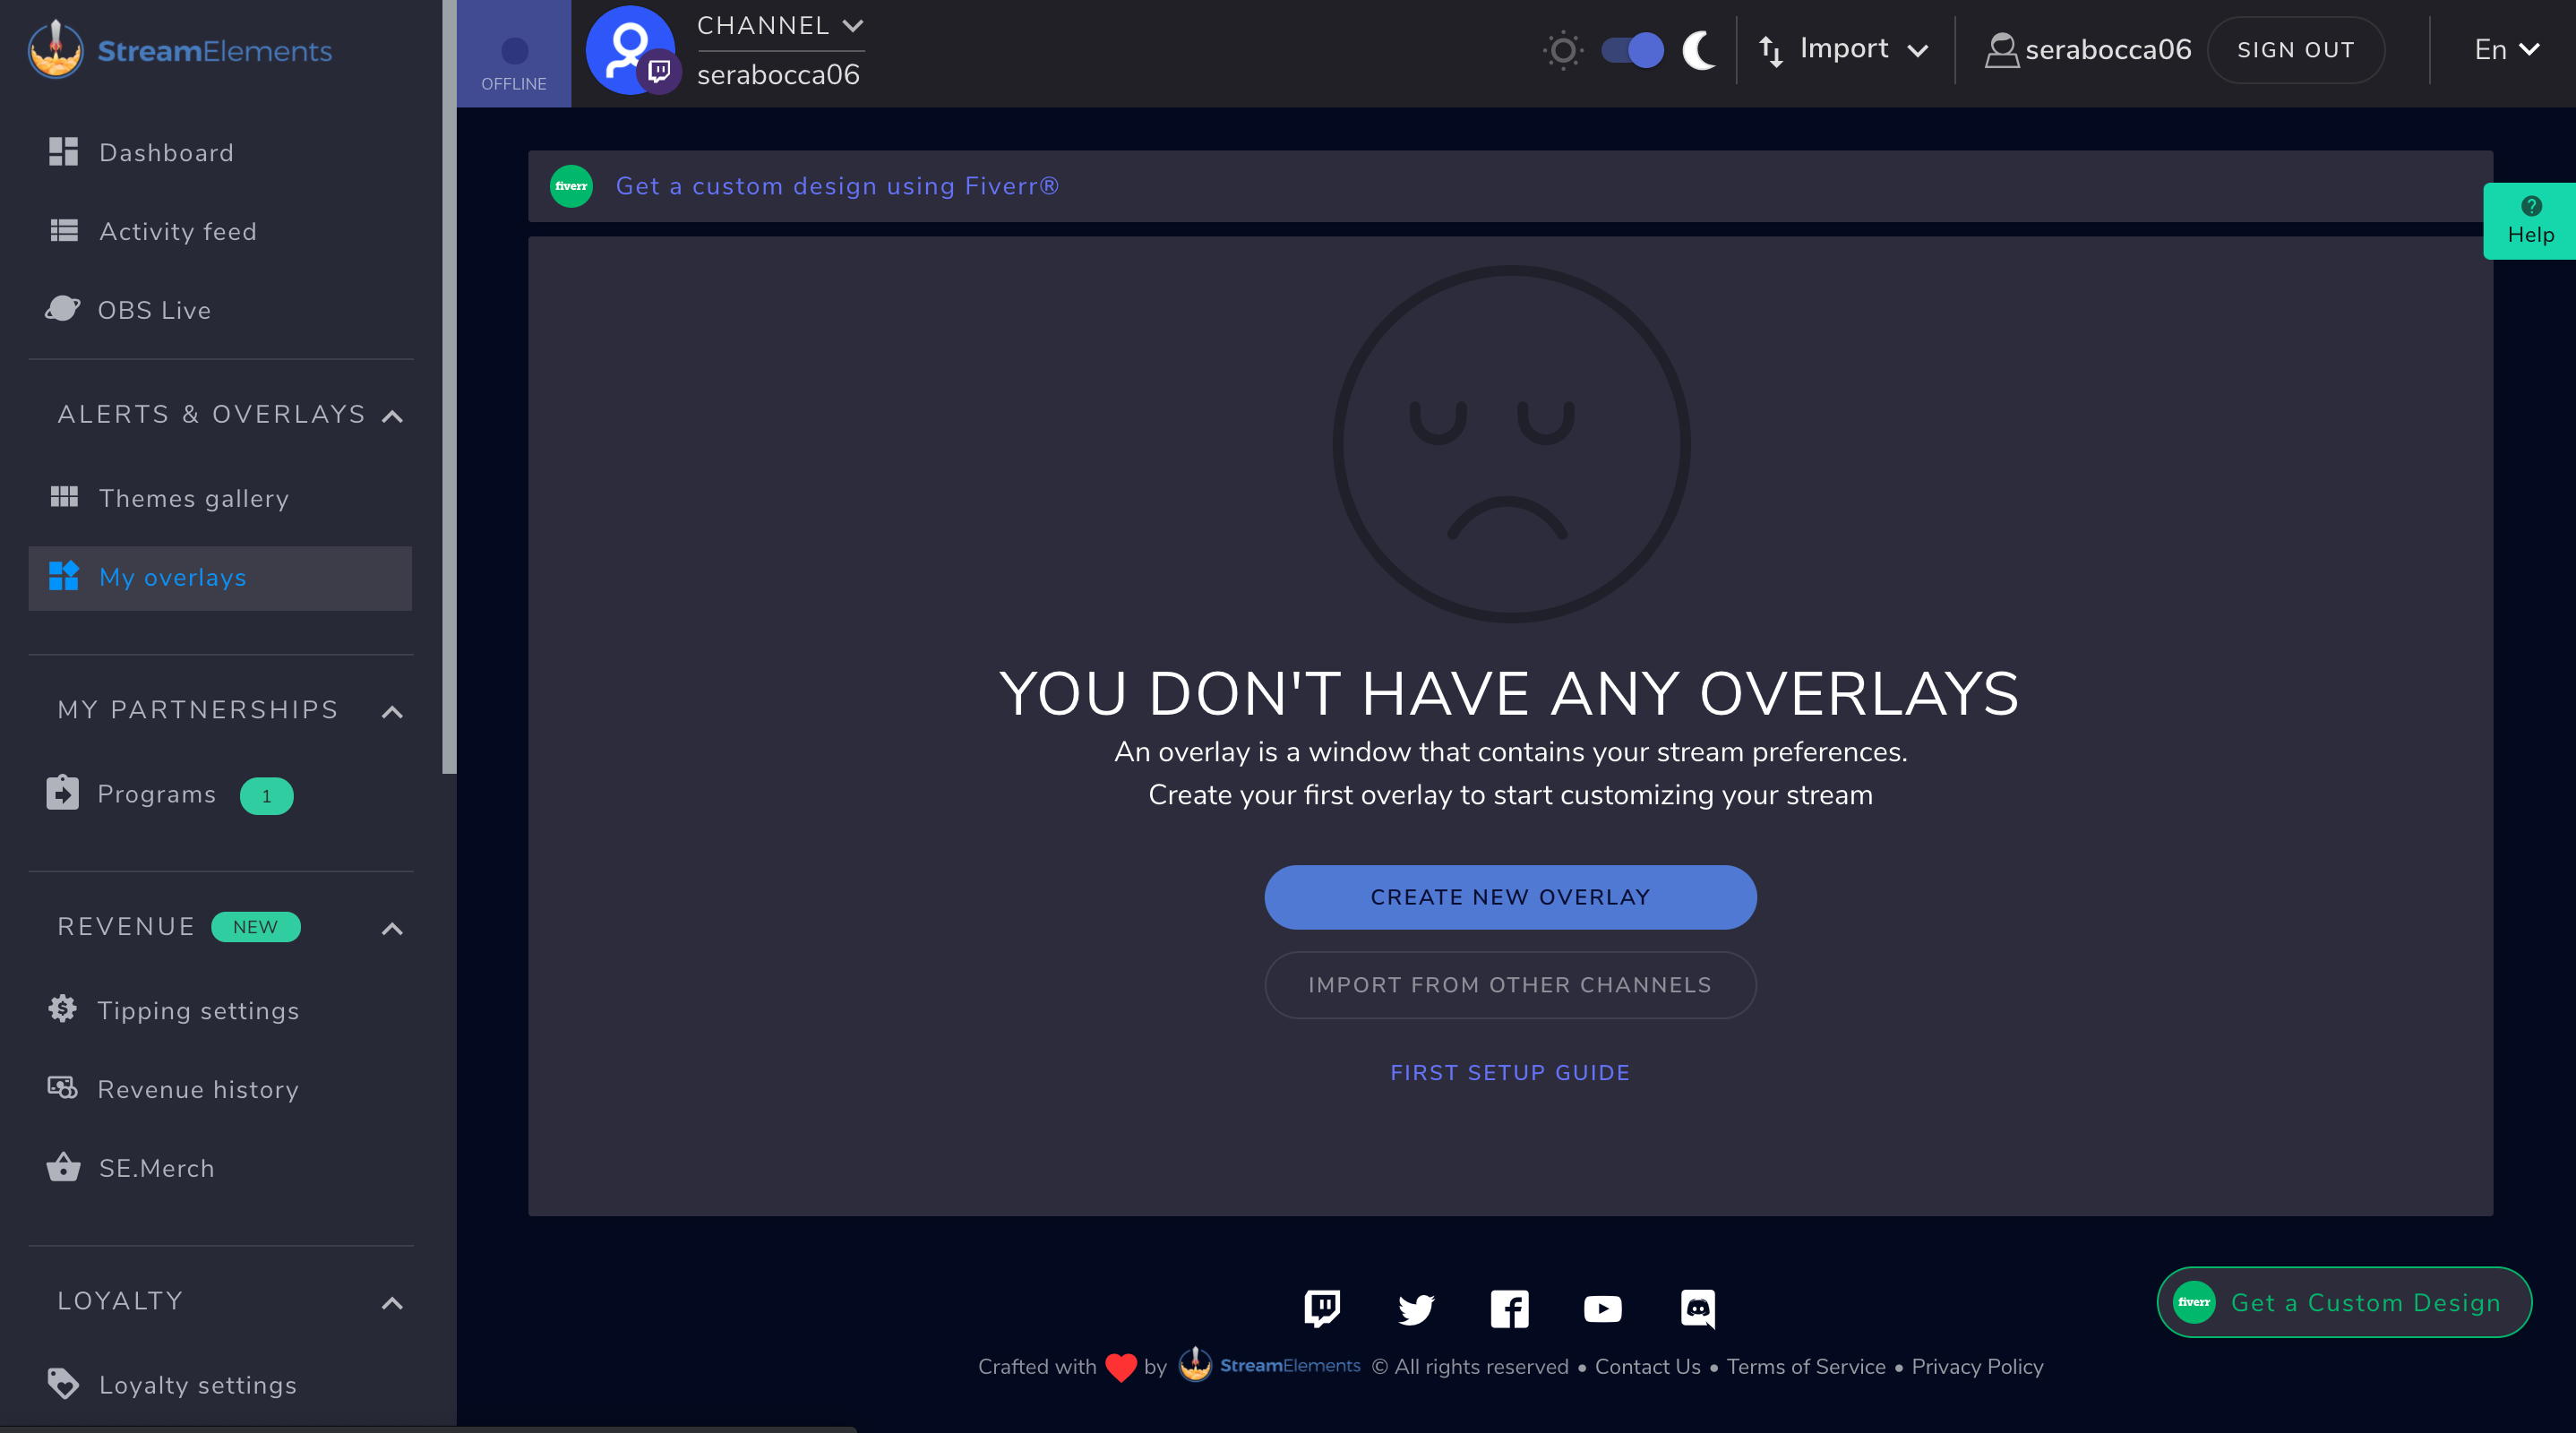 StreamElements
Dashboard
Activity feed
OBS Live
ALERTS & OVERLAYS
Themes gallery
My overlays
MY PARTNERSHIPS
Programs 1
REVENUE NEW
Tipping settings
Revenue history
SE.Merch
LOYALTY
Loyalty settings
OFFLINE
CHANNEL
serabocca06
Import
serabocca06
SIGN OUT
En
fiverr Get a custom design using Fiverr®
? Help
YOU DON'T HAVE ANY OVERLAYS
An overlay is a window that contains your stream preferences.
Create your first overlay to start customizing your stream
CREATE NEW OVERLAY
IMPORT FROM OTHER CHANNELS
FIRST SETUP GUIDE
fiverr Get a Custom Design
Crafted with ❤ by StreamElements © All rights reserved • Contact Us • Terms of Service • Privacy Policy